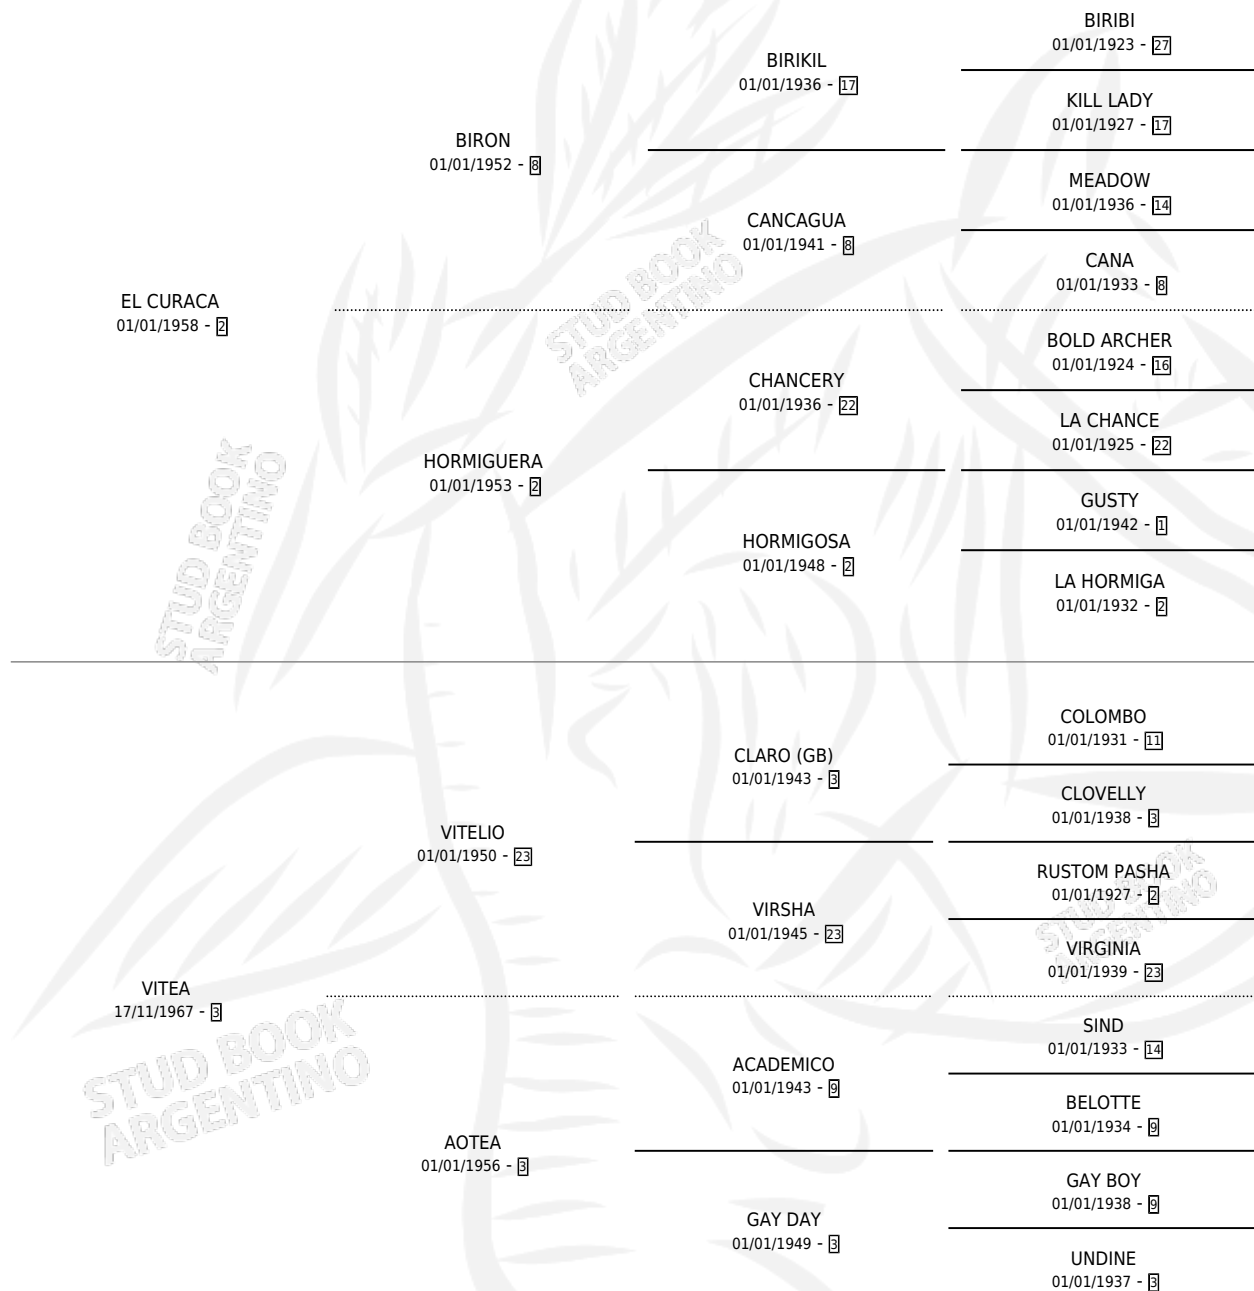 BIRIBI
01/01/1923 - 27
BIRIKIL
01/01/1936 - 17
KILL LADY
01/01/1927 - 17
BIRON
01/01/1952 - 8
MEADOW
01/01/1936 - 14
CANCAGUA
01/01/1941 - 8
CANA
01/01/1933 - 8
EL CURACA
01/01/1958 - 2
BOLD ARCHER
01/01/1924 - 16
CHANCERY
01/01/1936 - 22
LA CHANCE
01/01/1925 - 22
HORMIGUERA
01/01/1953 - 2
GUSTY
01/01/1942 - 1
HORMIGOSA
01/01/1948 - 2
LA HORMIGA
01/01/1932 - 2
COLOMBO
01/01/1931 - 11
CLARO (GB)
01/01/1943 - 3
CLOVELLY
01/01/1938 - 3
VITELIO
01/01/1950 - 23
RUSTOM PASHA
01/01/1927 - 2
VIRSHA
01/01/1945 - 23
VIRGINIA
01/01/1939 - 23
VITEA
17/11/1967 - 3
SIND
01/01/1933 - 14
ACADEMICO
01/01/1943 - 9
BELOTTE
01/01/1934 - 9
AOTEA
01/01/1956 - 3
GAY BOY
01/01/1938 - 9
GAY DAY
01/01/1949 - 3
UNDINE
01/01/1937 - 3
STUD BOOK
ARGENTINO
STUD BOOK
ARGENTINO
STUD BOOK
ARGENTINO
STUD BOOK
ARGENTINO